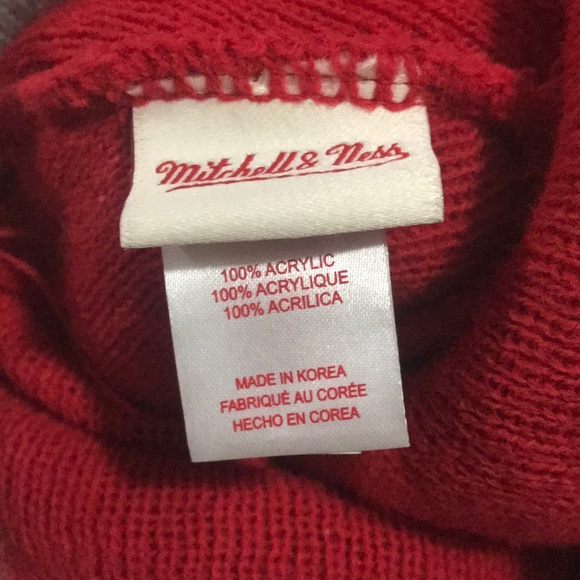 Mitchell & Ness
100% ACRYLIC
100% ACRYLIQUE
100% ACRILICA
MADE IN KOREA
FABRIQUÉ AU CORÉE
HECHO EN COREA